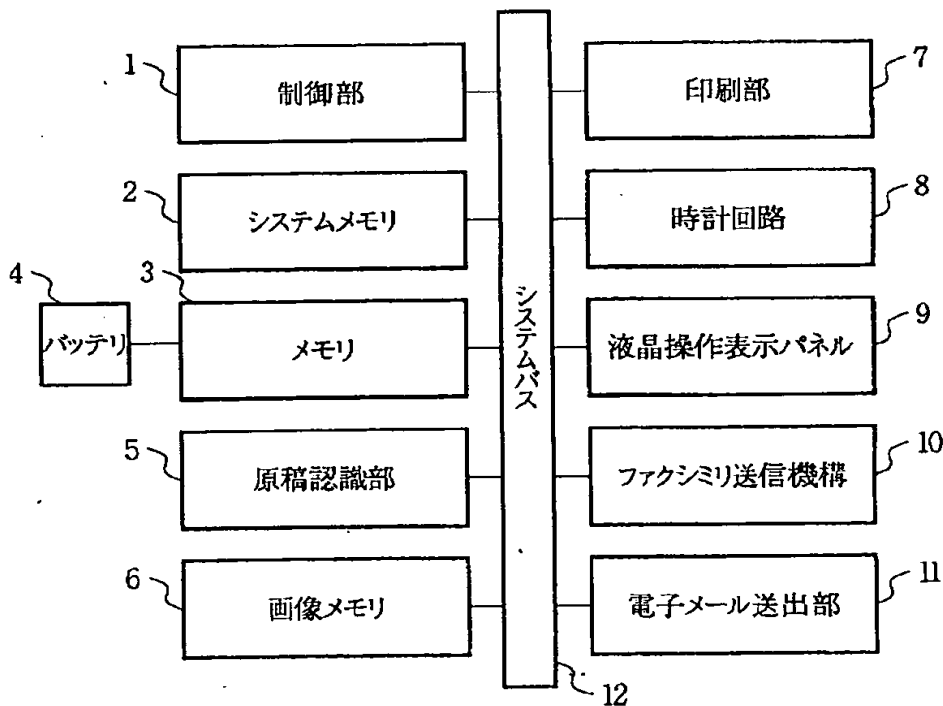 1
制御部
2
システムメモリ
3
メモリ
4
バッテリ
5
原稿認識部
6
画像メモリ
システムバス
12
7
印刷部
8
時計回路
9
液晶操作表示パネル
10
ファクシミリ送信機構
11
電子メール送出部